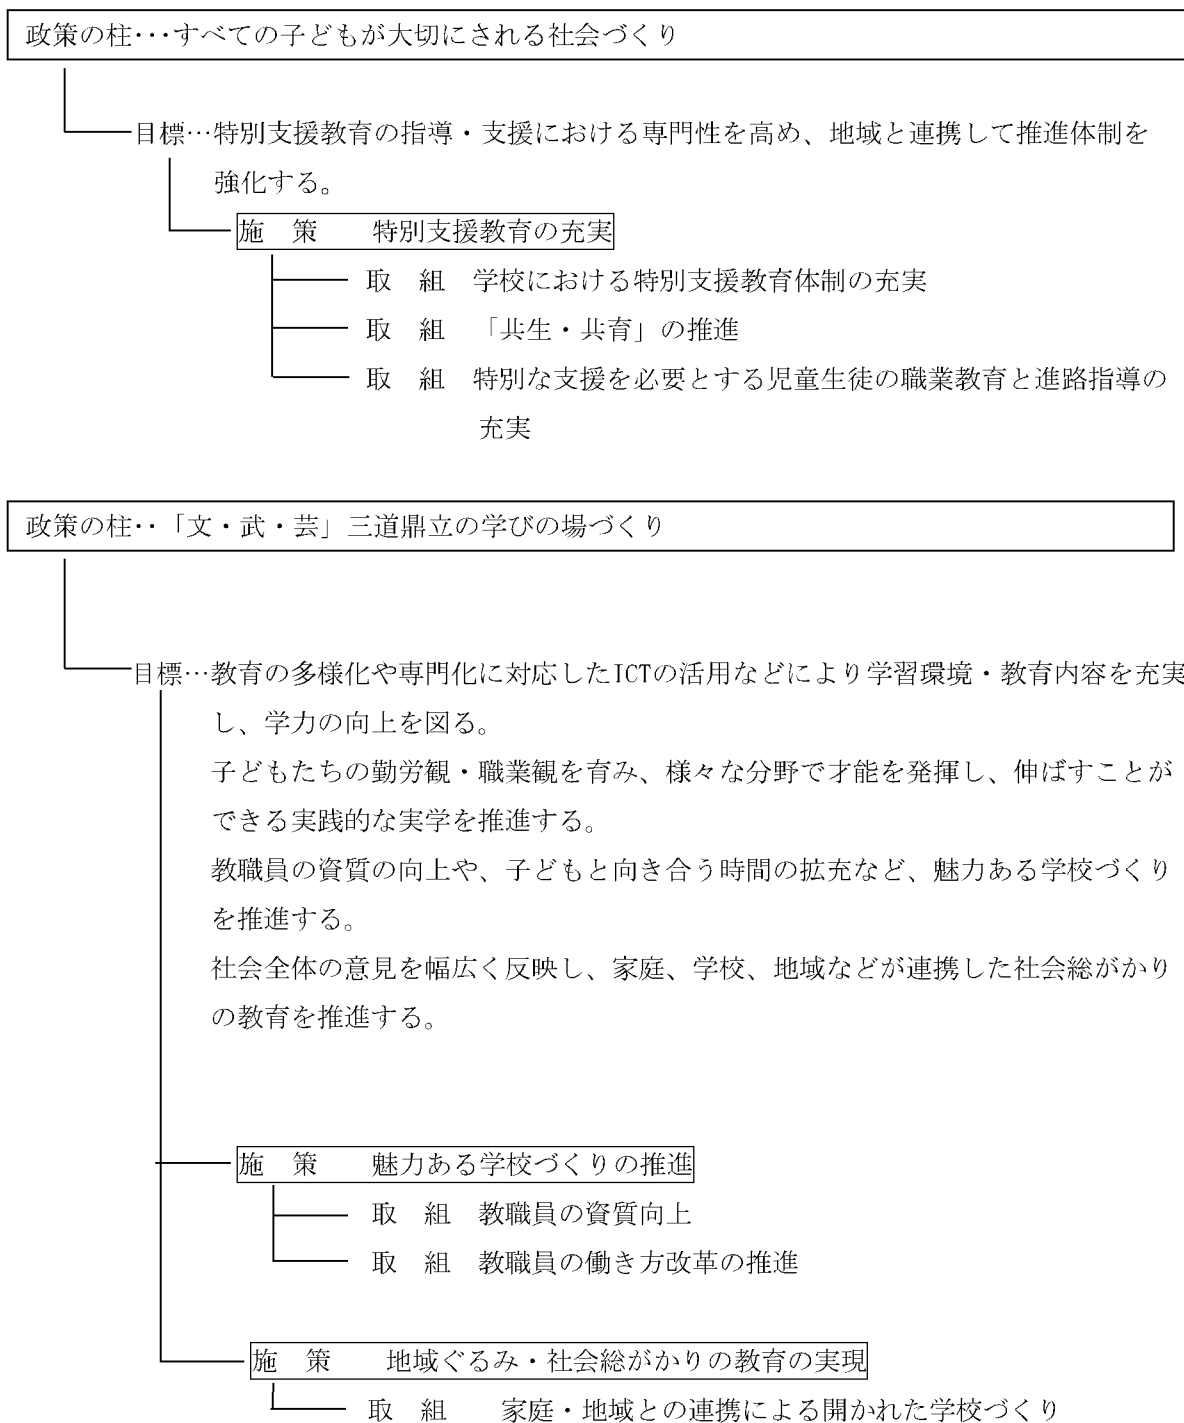 政策の柱･･･すべての子どもが大切にされる社会づくり
目標…特別支援教育の指導・支援における専門性を高め、地域と連携して推進体制を
強化する。
施　策　　特別支援教育の充実
取　組　学校における特別支援教育体制の充実
取　組　「共生・共育」の推進
取　組　特別な支援を必要とする児童生徒の職業教育と進路指導の
充実
政策の柱･･「文・武・芸」三道鼎立の学びの場づくり
目標…教育の多様化や専門化に対応したICTの活用などにより学習環境・教育内容を充実
し、学力の向上を図る。
子どもたちの勤労観・職業観を育み、様々な分野で才能を発揮し、伸ばすことが
できる実践的な実学を推進する。
教職員の資質の向上や、子どもと向き合う時間の拡充など、魅力ある学校づくり
を推進する。
社会全体の意見を幅広く反映し、家庭、学校、地域などが連携した社会総がかり
の教育を推進する。
施　策　　魅力ある学校づくりの推進
取　組　教職員の資質向上
取　組　教職員の働き方改革の推進
施　策　　地域ぐるみ・社会総がかりの教育の実現
取　組　　家庭・地域との連携による開かれた学校づくり